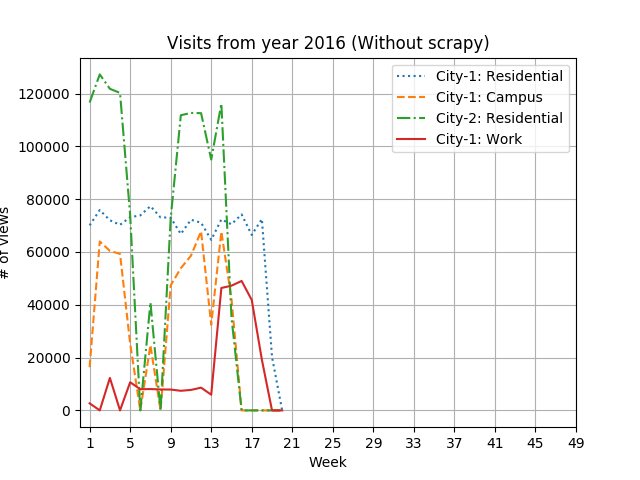 Visits from year 2016 (Without scrapy)
City-1: Residential
City-1: Campus
City-2: Residential
City-1: Work
# of views
120000
100000
80000
60000
40000
20000
0
1 5 9 13 17 21 25 29 33 37 41 45 49
Week